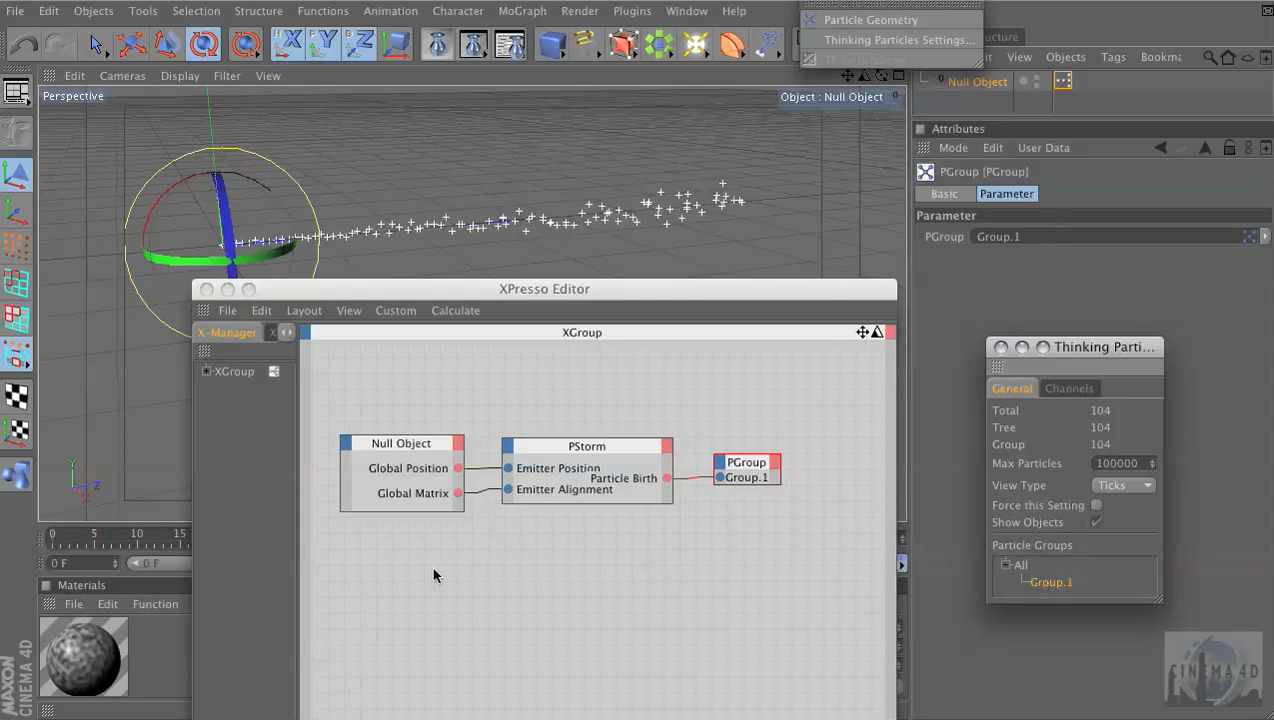 File Edit Objects Tools Selection Structure Functions Animation Character MoGraph Render Plugins Window Help
Particle Geometry
Thinking Particles Settings...
Edit Cameras Display Filter View
Perspective
Object : Null Object
View Objects Tags Bookma
Null Object
Attributes
Mode Edit User Data
PGroup [PGroup]
Basic Parameter
Parameter
PGroup Group.1
XPresso Editor
File Edit Layout View Custom Calculate
X-Manager X
XGroup
XGroup
Null Object
Global Position
Global Matrix
PStorm
Emitter Position
Particle Birth
Emitter Alignment
PGroup
Group.1
Thinking Parti...
General Channels
Total 104
Tree 104
Group 104
Max Particles 100000
View Type Ticks
Force this Setting
Show Objects
Particle Groups
All
Group.1
X Y Z
0 5 10 15
0 F 0 F
Materials
File Edit Function
MAXON
CINEMA 4D
CINEMA 4D